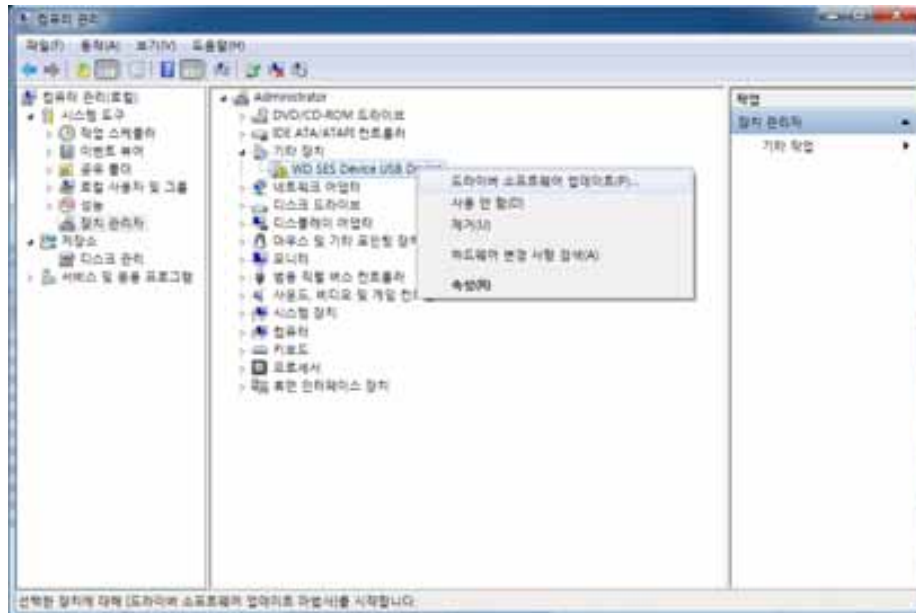 컴퓨터 관리
파일(F) 동작(A) 보기(V) 도움말(H)
컴퓨터 관리(로컬)
시스템 도구
작업 스케줄러
이벤트 뷰어
공유 폴더
로컬 사용자 및 그룹
성능
장치 관리자
저장소
디스크 관리
서비스 및 응용 프로그램
Administrator
DVD/CD-ROM 드라이브
IDE ATA/ATAPI 컨트롤러
기타 장치
WD SES Device USB
네트워크 어댑터
디스크 드라이브
디스플레이 어댑터
마우스 및 기타 포인팅 장치
모니터
범용 직렬 버스 컨트롤러
사운드, 비디오 및 게임
시스템 장치
컴퓨터
키보드
프로세서
휴먼 인터페이스 장치
드라이버 소프트웨어 업데이트(P)...
사용 안 함(D)
제거(U)
하드웨어 변경 사항 검색(A)
속성(R)
작업
장치 관리자
기타 작업
선택한 장치에 대해 [드라이버 소프트웨어 업데이트 마법사]를 시작합니다.